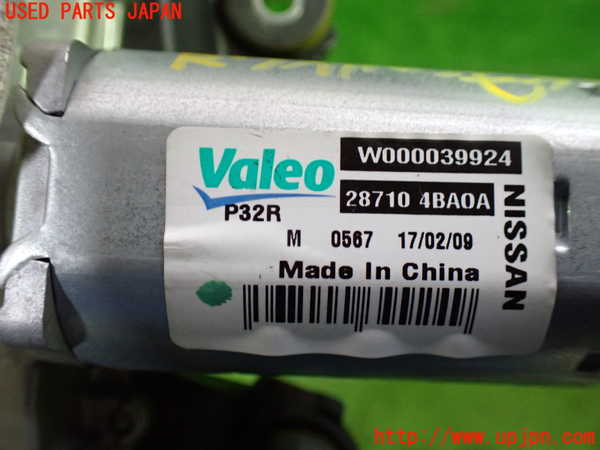 USED PARTS JAPAN
Valeo
W000039924
28710 4BA0A
P32R
NISSAN
M 0567 17/02/09
Made In China
http://www.upjpn.com/